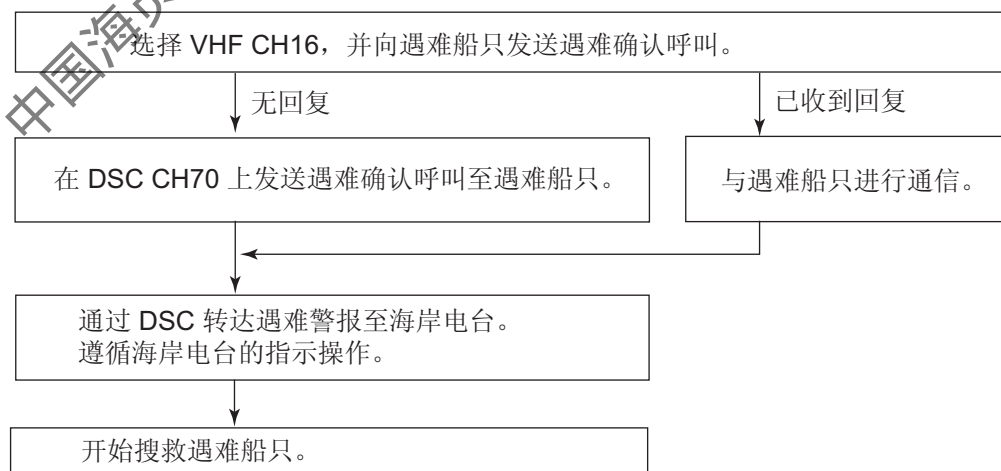 中国海员
选择 VHF CH16，并向遇难船只发送遇难确认呼叫。
无回复
已收到回复
在 DSC CH70 上发送遇难确认呼叫至遇难船只。
与遇难船只进行通信。
通过 DSC 转达遇难警报至海岸电台。
遵循海岸电台的指示操作。
开始搜救遇难船只。